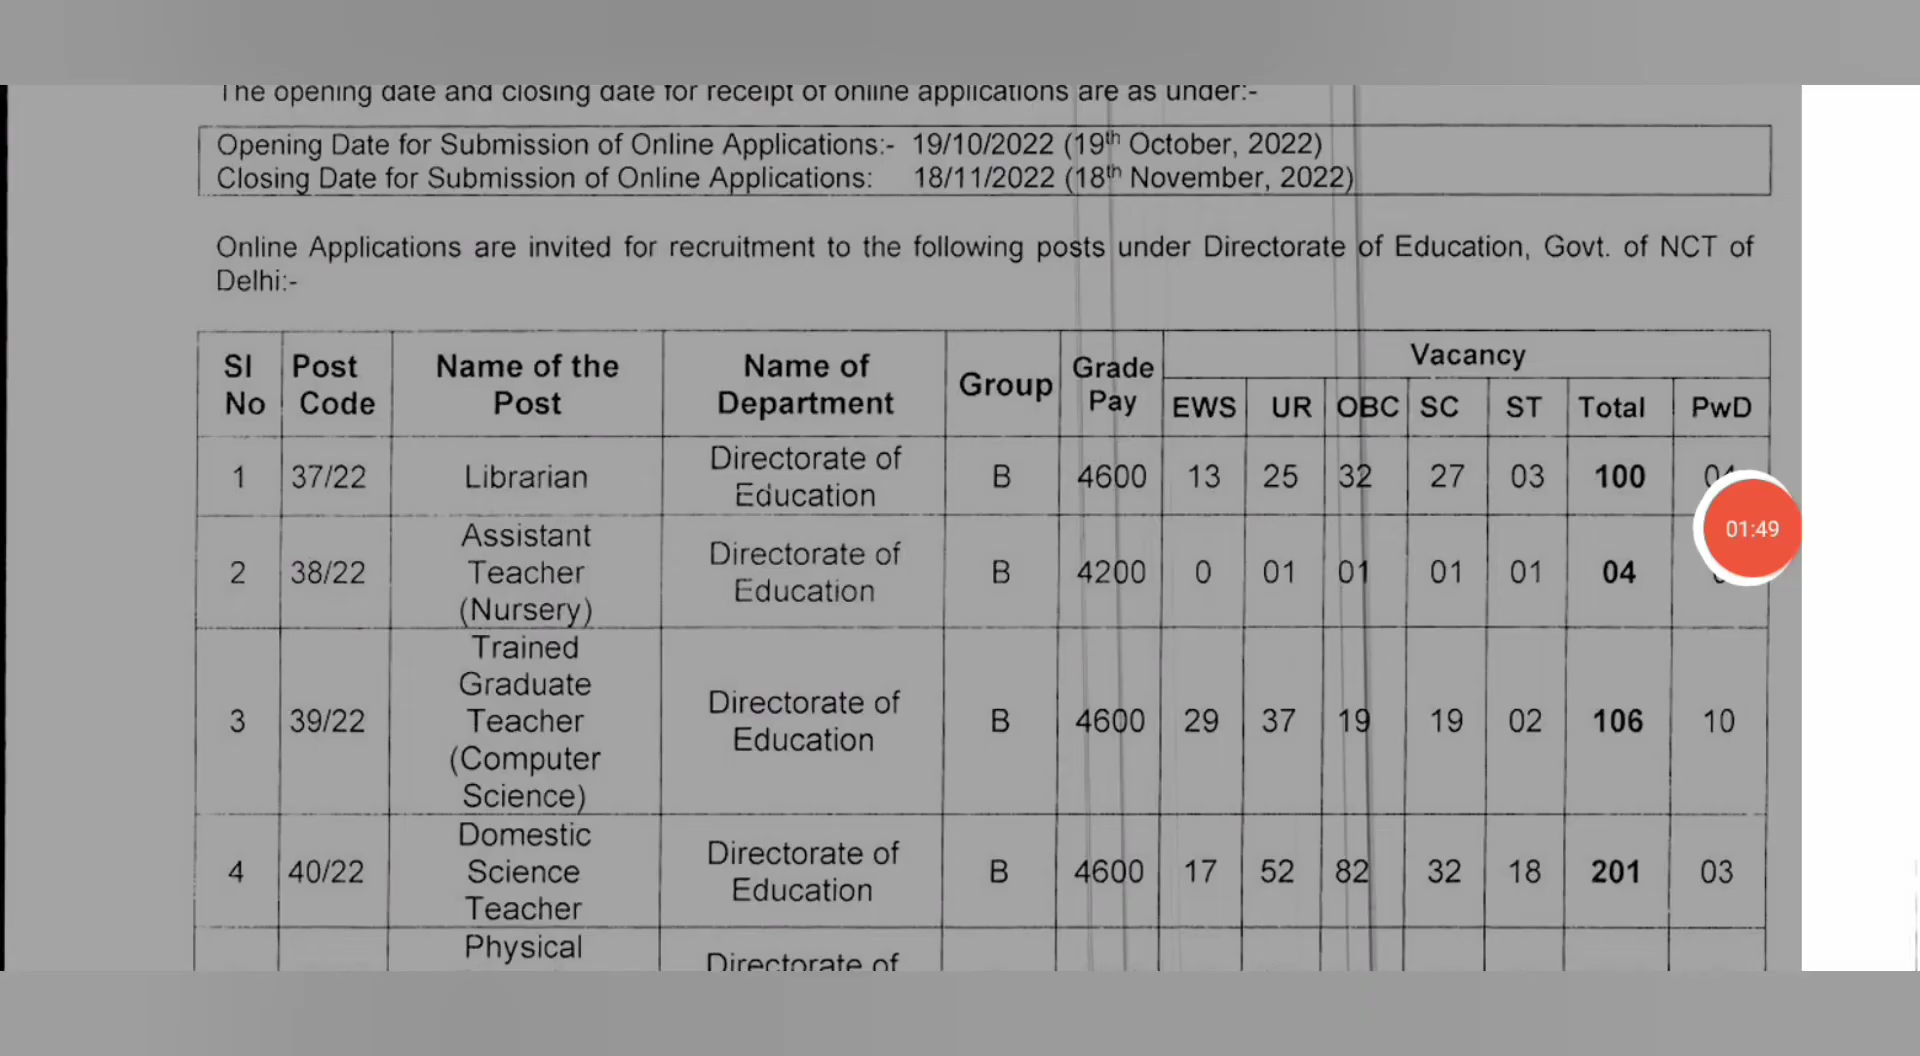 The opening date and closing date for receipt of online applications are as under:-
Opening Date for Submission of Online Applications:- 19/10/2022 (19th October, 2022)
Closing Date for Submission of Online Applications: 18/11/2022 (18th November, 2022)
Online Applications are invited for recruitment to the following posts under Directorate of Education, Govt. of NCT of
Delhi:-
Sl No Post Code Name of the Post Name of Department Group Grade Pay Vacancy
EWS UR OBC SC ST Total PwD
1 37/22 Librarian Directorate of Education B 4600 13 25 32 27 03 100
2 38/22 Assistant Teacher (Nursery) Directorate of Education B 4200 0 01 01 01 01 04
01:49
3 39/22 Trained Graduate Teacher (Computer Science) Directorate of Education B 4600 29 37 19 19 02 106 10
4 40/22 Domestic Science Teacher Directorate of Education B 4600 17 52 82 32 18 201 03
Physical Directorate of